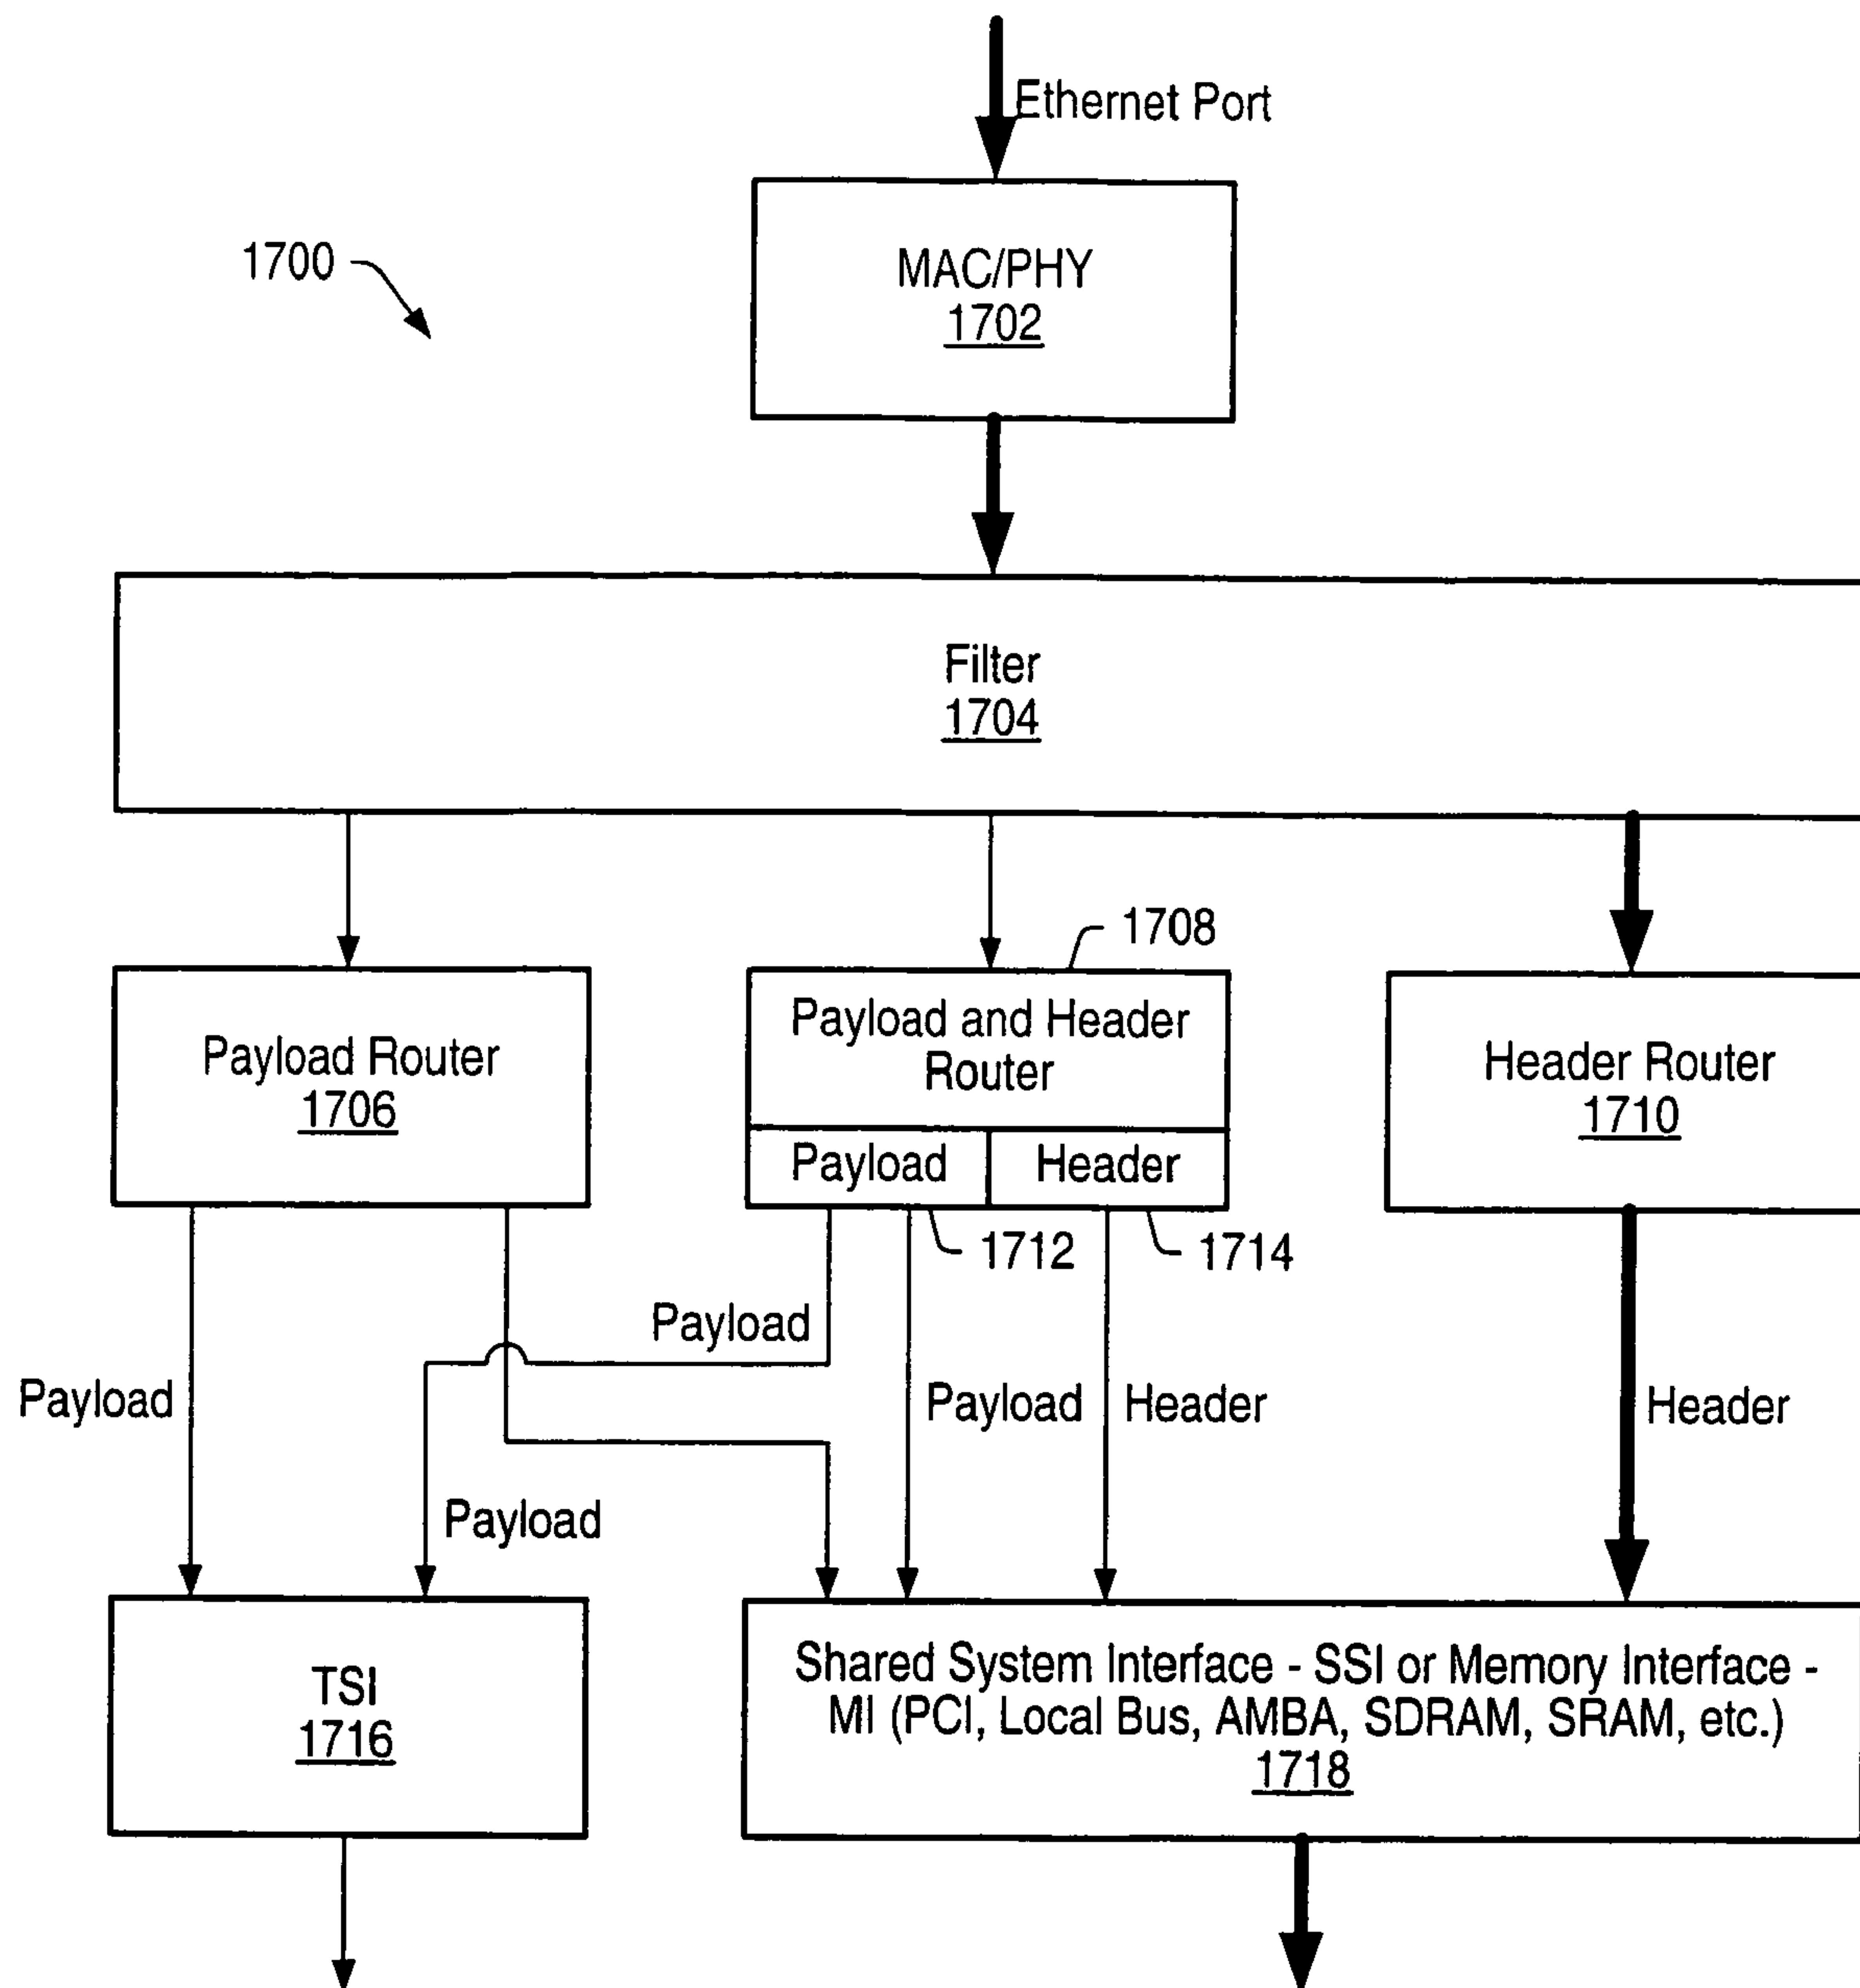 Ethernet Port
1700
MAC/PHY
1702
Filter
1704
1708
Payload Router
1706
Payload and Header
Router
Header Router
1710
Payload
Header
1712
1714
Payload
Payload
Payload
Header
Header
Payload
TSI
1716
Shared System Interface - SSI or Memory Interface -
MI (PCI, Local Bus, AMBA, SDRAM, SRAM, etc.)
1718